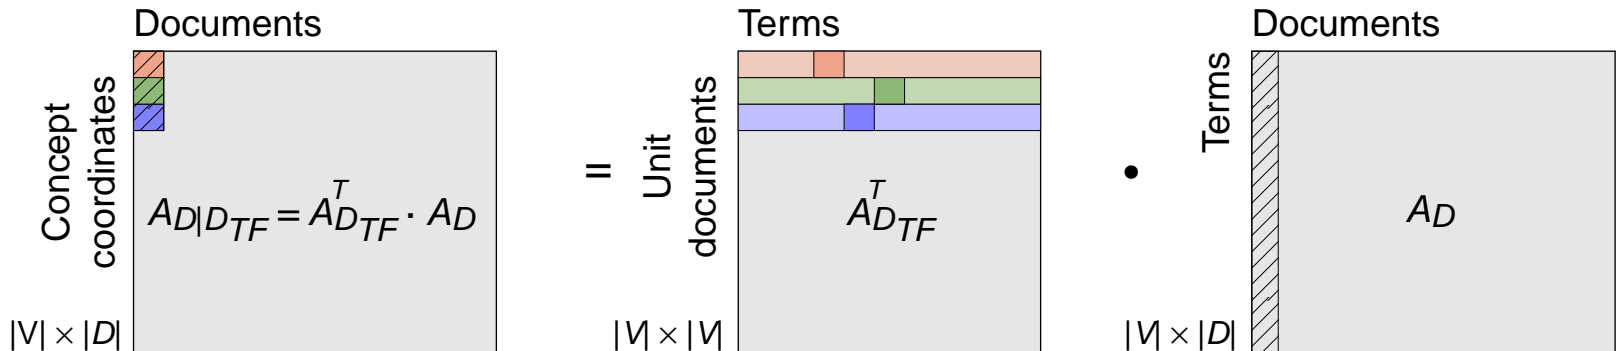 Documents
Concept
coordinates
A_{D|D_{TF}} = A^T_{D_{TF}} · A_D
|V| × |D|
=
Terms
Unit
documents
A^T_{D_{TF}}
|V| × |V|
•
Documents
Terms
A_D
|V| × |D|